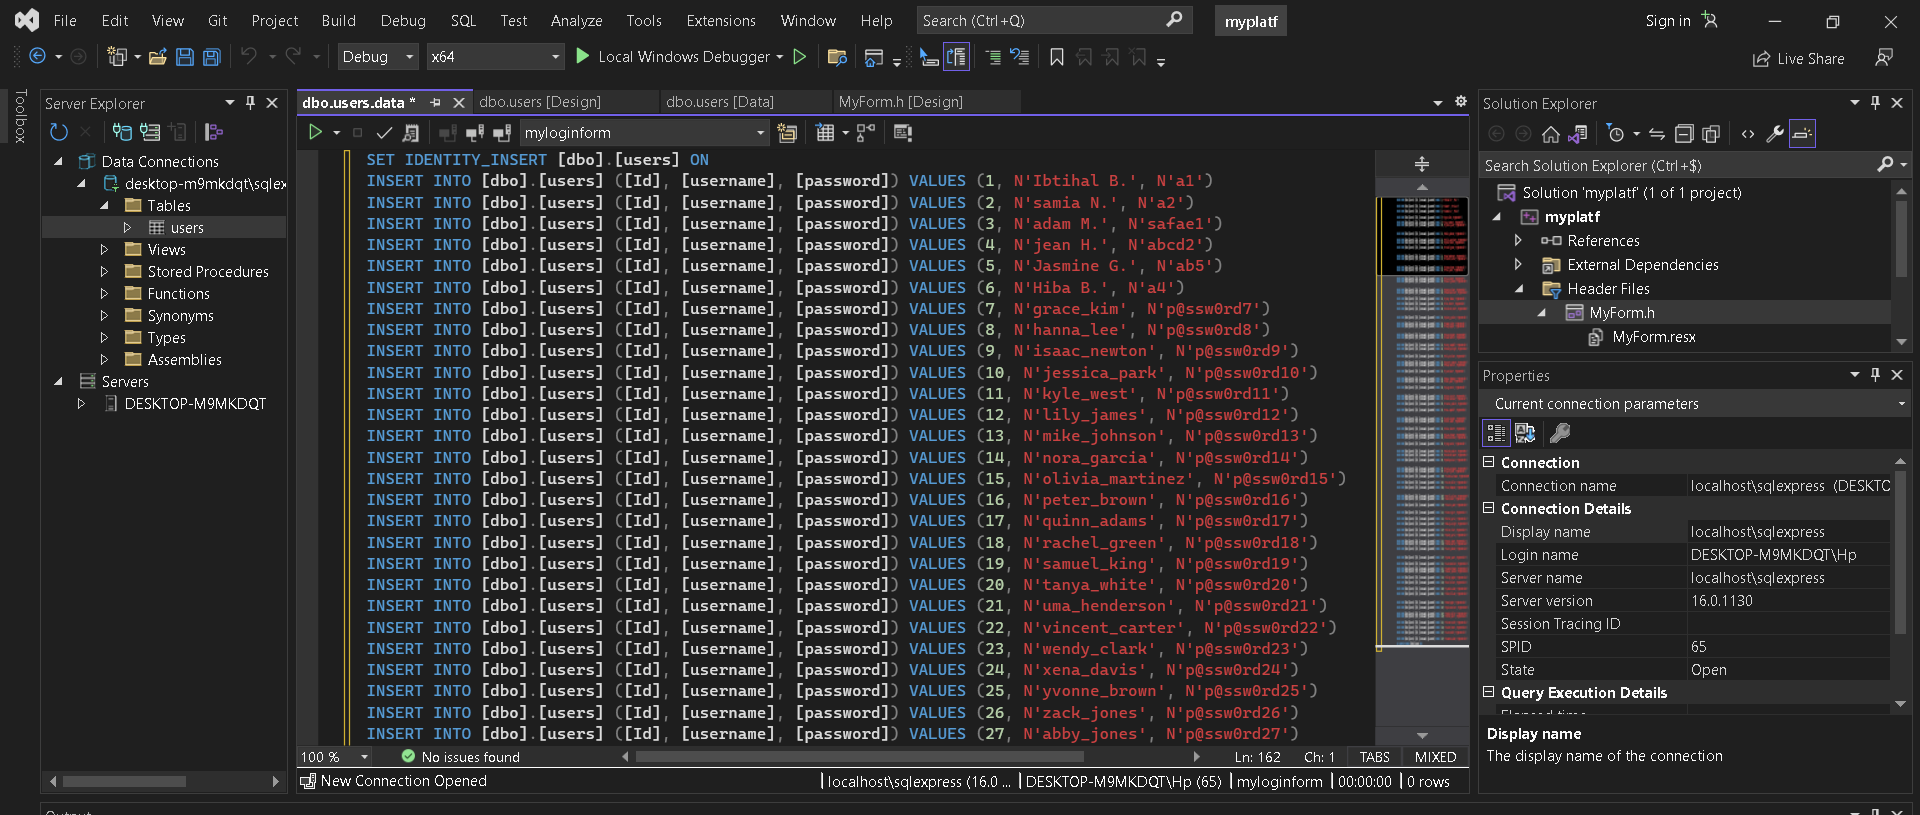 File Edit View Git Project Build Debug SQL Test Analyze Tools Extensions Window Help Search (Ctrl+Q) myplatf Sign in
Debug x64 Local Windows Debugger Live Share
Toolbox
Server Explorer
Data Connections
desktop-m9mkdqt\sqlex
Tables
users
Views
Stored Procedures
Functions
Synonyms
Types
Assemblies
Servers
DESKTOP-M9MKDQT
dbo.users.data * dbo.users [Design] dbo.users [Data] MyForm.h [Design]
myloginform
SET IDENTITY_INSERT [dbo].[users] ON
INSERT INTO [dbo].[users] ([Id], [username], [password]) VALUES (1, N'Ibtihal B.', N'a1')
INSERT INTO [dbo].[users] ([Id], [username], [password]) VALUES (2, N'samia N.', N'a2')
INSERT INTO [dbo].[users] ([Id], [username], [password]) VALUES (3, N'adam M.', N'safae1')
INSERT INTO [dbo].[users] ([Id], [username], [password]) VALUES (4, N'jean H.', N'abcd2')
INSERT INTO [dbo].[users] ([Id], [username], [password]) VALUES (5, N'Jasmine G.', N'ab5')
INSERT INTO [dbo].[users] ([Id], [username], [password]) VALUES (6, N'Hiba B.', N'a4')
INSERT INTO [dbo].[users] ([Id], [username], [password]) VALUES (7, N'grace_kim', N'p@ssw0rd7')
INSERT INTO [dbo].[users] ([Id], [username], [password]) VALUES (8, N'hanna_lee', N'p@ssw0rd8')
INSERT INTO [dbo].[users] ([Id], [username], [password]) VALUES (9, N'isaac_newton', N'p@ssw0rd9')
INSERT INTO [dbo].[users] ([Id], [username], [password]) VALUES (10, N'jessica_park', N'p@ssw0rd10')
INSERT INTO [dbo].[users] ([Id], [username], [password]) VALUES (11, N'kyle_west', N'p@ssw0rd11')
INSERT INTO [dbo].[users] ([Id], [username], [password]) VALUES (12, N'lily_james', N'p@ssw0rd12')
INSERT INTO [dbo].[users] ([Id], [username], [password]) VALUES (13, N'mike_johnson', N'p@ssw0rd13')
INSERT INTO [dbo].[users] ([Id], [username], [password]) VALUES (14, N'nora_garcia', N'p@ssw0rd14')
INSERT INTO [dbo].[users] ([Id], [username], [password]) VALUES (15, N'olivia_martinez', N'p@ssw0rd15')
INSERT INTO [dbo].[users] ([Id], [username], [password]) VALUES (16, N'peter_brown', N'p@ssw0rd16')
INSERT INTO [dbo].[users] ([Id], [username], [password]) VALUES (17, N'quinn_adams', N'p@ssw0rd17')
INSERT INTO [dbo].[users] ([Id], [username], [password]) VALUES (18, N'rachel_green', N'p@ssw0rd18')
INSERT INTO [dbo].[users] ([Id], [username], [password]) VALUES (19, N'samuel_king', N'p@ssw0rd19')
INSERT INTO [dbo].[users] ([Id], [username], [password]) VALUES (20, N'tanya_white', N'p@ssw0rd20')
INSERT INTO [dbo].[users] ([Id], [username], [password]) VALUES (21, N'uma_henderson', N'p@ssw0rd21')
INSERT INTO [dbo].[users] ([Id], [username], [password]) VALUES (22, N'vincent_carter', N'p@ssw0rd22')
INSERT INTO [dbo].[users] ([Id], [username], [password]) VALUES (23, N'wendy_clark', N'p@ssw0rd23')
INSERT INTO [dbo].[users] ([Id], [username], [password]) VALUES (24, N'xena_davis', N'p@ssw0rd24')
INSERT INTO [dbo].[users] ([Id], [username], [password]) VALUES (25, N'yvonne_brown', N'p@ssw0rd25')
INSERT INTO [dbo].[users] ([Id], [username], [password]) VALUES (26, N'zack_jones', N'p@ssw0rd26')
INSERT INTO [dbo].[users] ([Id], [username], [password]) VALUES (27, N'abby_jones', N'p@ssw0rd27')
100 % No issues found Ln: 162 Ch: 1 TABS MIXED
New Connection Opened localhost\sqlexpress (16.0 ... DESKTOP-M9MKDQT\Hp (65) myloginform 00:00:00 0 rows
Solution Explorer
Search Solution Explorer (Ctrl+$)
Solution 'myplatf' (1 of 1 project)
myplatf
References
External Dependencies
Header Files
MyForm.h
MyForm.resx
Properties
Current connection parameters
Connection
Connection name localhost\sqlexpress (DESKTO
Connection Details
Display name localhost\sqlexpress
Login name DESKTOP-M9MKDQT\Hp
Server name localhost\sqlexpress
Server version 16.0.1130
Session Tracing ID
SPID 65
State Open
Query Execution Details
Elapsed time
Display name
The display name of the connection
Output